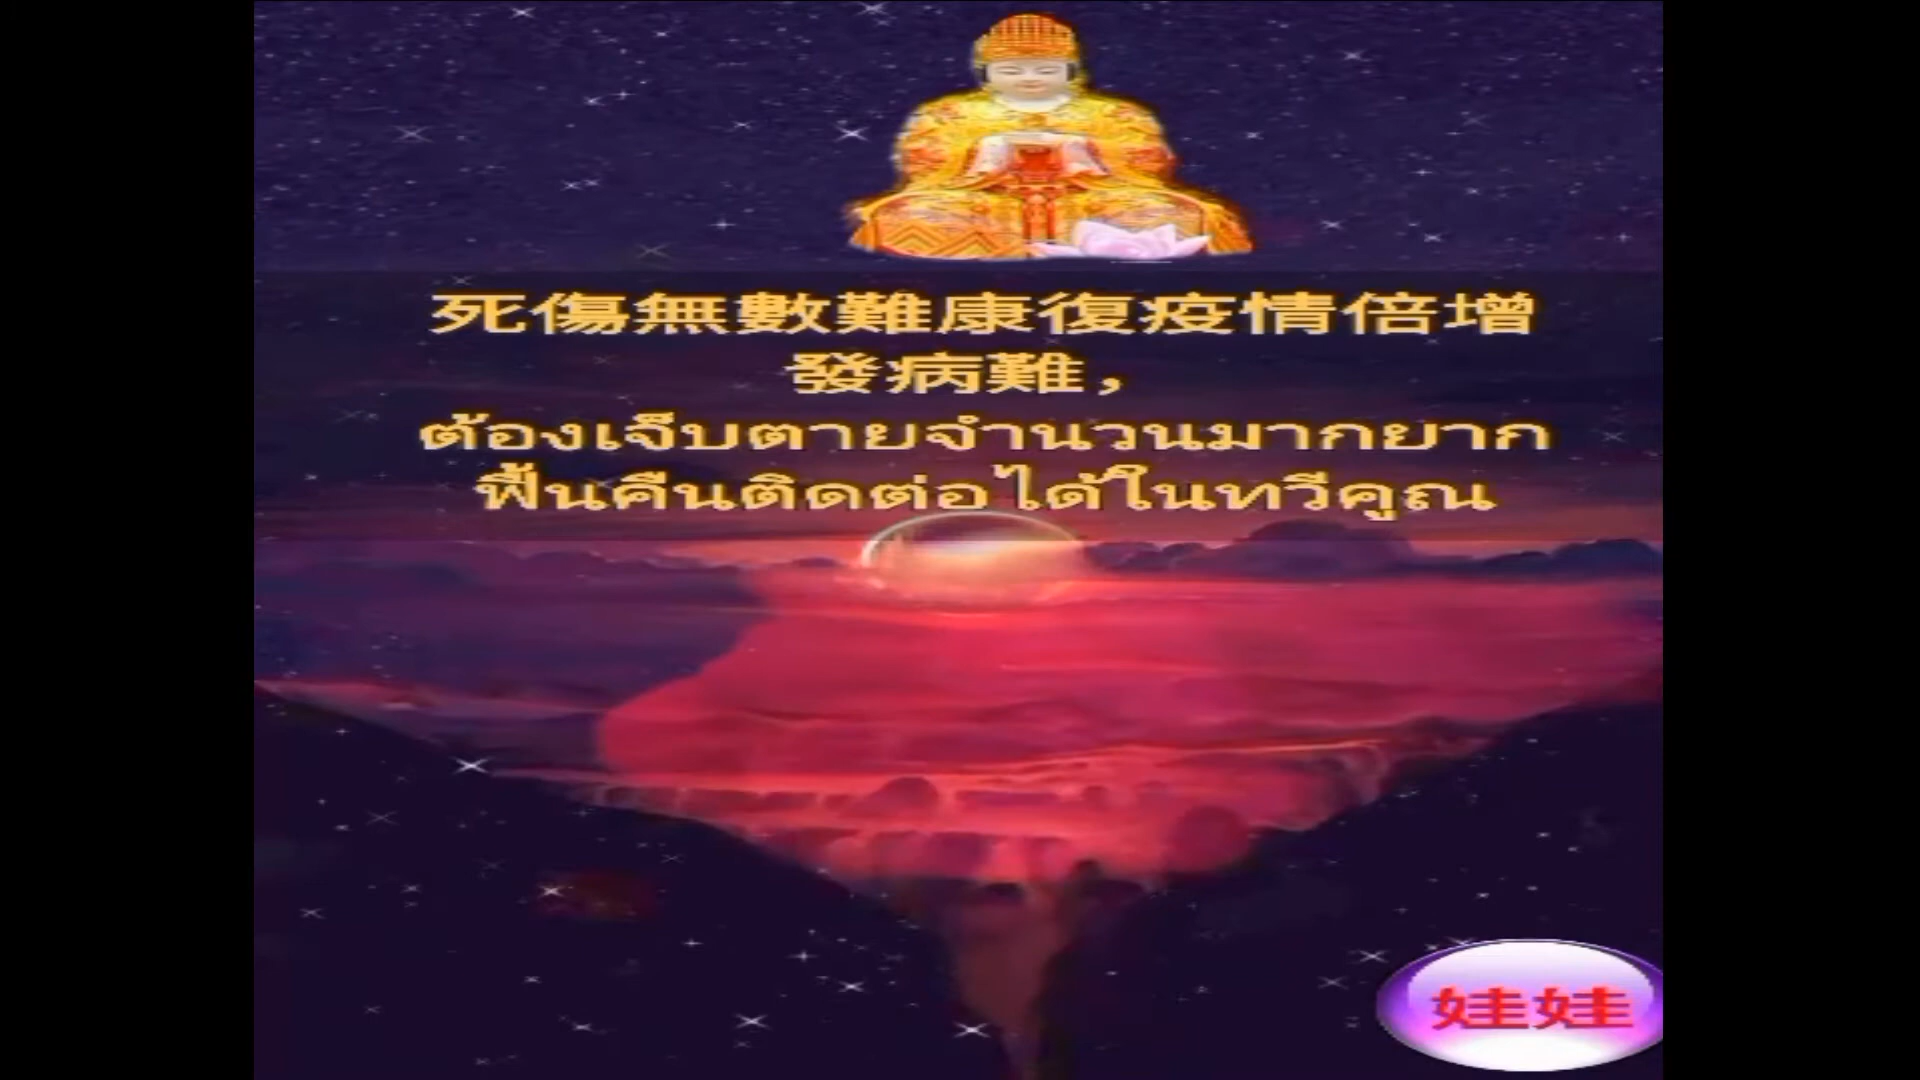 死傷無數難康復疫情倍增
發病難，
ต้องเจ็บตายจำนวนมากยาก
ฟื้นคืนติดต่อได้ในทวีคูณ
娃娃